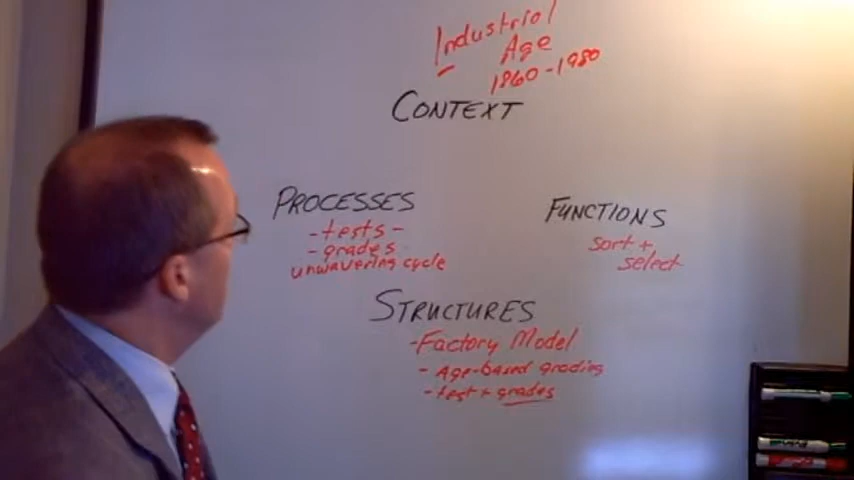 Industrial
Age
1860-1980
CONTEXT
PROCESSES
-tests-
-grades
unwavering cycle
FUNCTIONS
sort +
select
STRUCTURES
-Factory Model
-Age-based grading
-test + grades